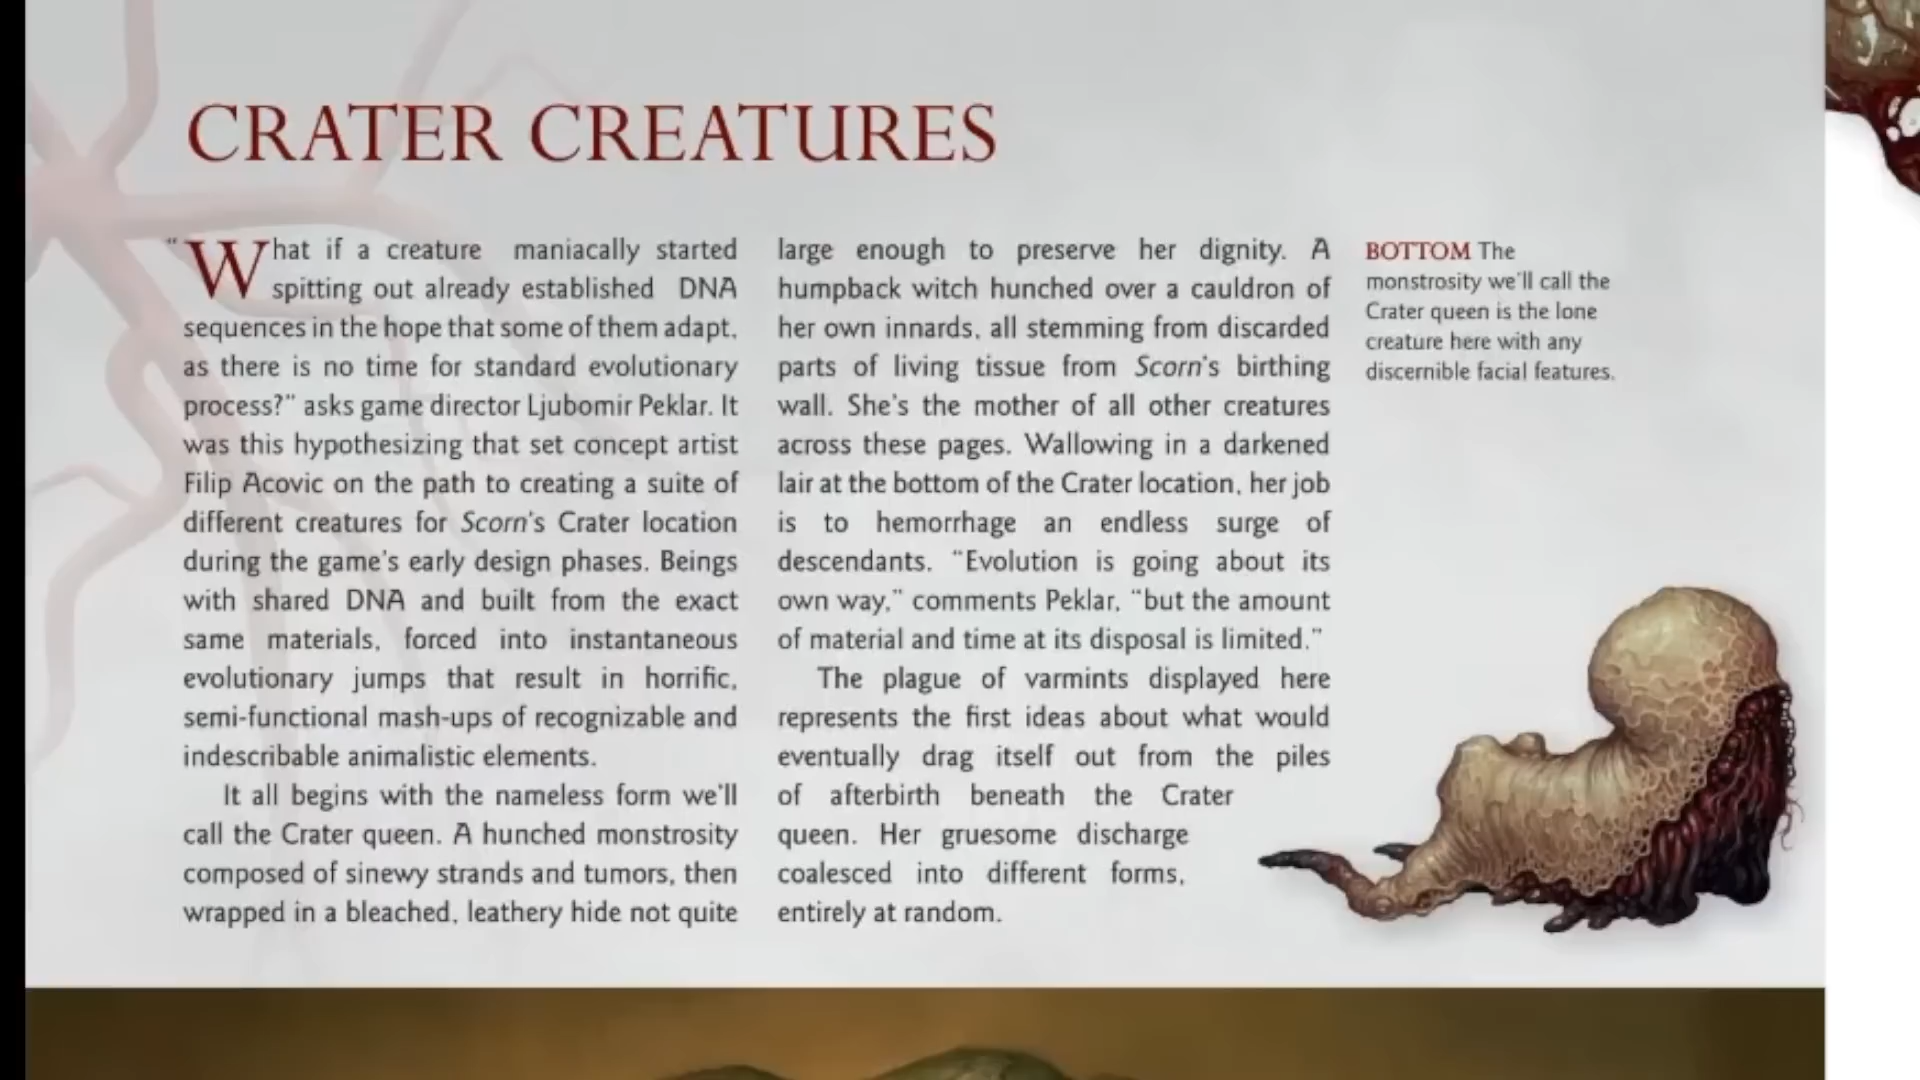 CRATER CREATURES
“What if a creature maniacally started
spitting out already established DNA
sequences in the hope that some of them adapt,
as there is no time for standard evolutionary
process?” asks game director Ljubomir Peklar. It
was this hypothesizing that set concept artist
Filip Acovic on the path to creating a suite of
different creatures for Scorn’s Crater location
during the game’s early design phases. Beings
with shared DNA and built from the exact
same materials, forced into instantaneous
evolutionary jumps that result in horrific,
semi-functional mash-ups of recognizable and
indescribable animalistic elements.
It all begins with the nameless form we’ll
call the Crater queen. A hunched monstrosity
composed of sinewy strands and tumors, then
wrapped in a bleached, leathery hide not quite
large enough to preserve her dignity. A
humpback witch hunched over a cauldron of
her own innards, all stemming from discarded
parts of living tissue from Scorn’s birthing
wall. She’s the mother of all other creatures
across these pages. Wallowing in a darkened
lair at the bottom of the Crater location, her job
is to hemorrhage an endless surge of
descendants. “Evolution is going about its
own way,” comments Peklar, “but the amount
of material and time at its disposal is limited.”
The plague of varmints displayed here
represents the first ideas about what would
eventually drag itself out from the piles
of afterbirth beneath the Crater
queen. Her gruesome discharge
coalesced into different forms,
entirely at random.
BOTTOM The
monstrosity we’ll call the
Crater queen is the lone
creature here with any
discernible facial features.